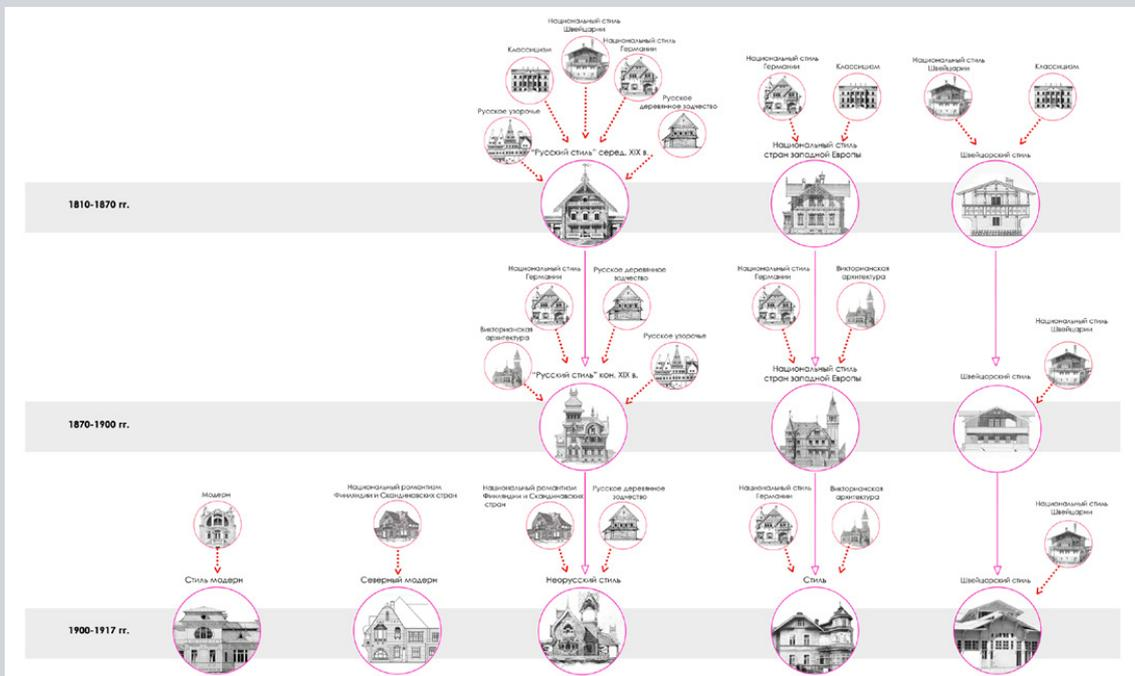 Национальный стиль
Швейцарии
Классицизм
Национальный стиль
Германии
Русское узорочье
Русское
деревянное зодчество
"Русский стиль" серед. XIX в.
Национальный стиль
Германии
Классицизм
Национальный стиль
стран западной Европы
Национальный стиль
Швейцарии
Классицизм
Швейцарский стиль
1810-1870 гг.
Национальный стиль
Германии
Русское деревянное
зодчество
Викторианская
архитектура
Русское узорочье
"Русский стиль" кон. XIX в.
Национальный стиль
Германии
Викторианская
архитектура
Национальный стиль
стран западной Европы
Национальный стиль
Швейцарии
Швейцарский стиль
1870-1900 гг.
Модерн
Стиль модерн
Национальный романтизм
Финляндии и Скандинавских стран
Северный модерн
Национальный романтизм
Финляндии и Скандинавских
стран
Русское деревянное
зодчество
Неорусский стиль
Национальный стиль
Германии
Викторианская
архитектура
Стиль
Национальный стиль
Швейцарии
Швейцарский стиль
1900-1917 гг.